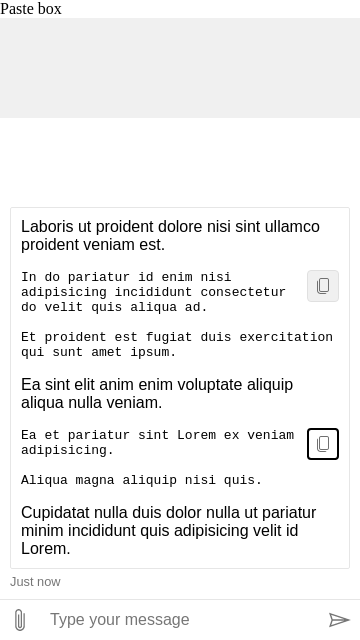 Paste box
Laboris ut proident dolore nisi sint ullamco
proident veniam est.
In do pariatur id enim nisi
adipisicing incididunt consectetur
do velit quis aliqua ad.
Et proident est fugiat duis exercitation
qui sunt amet ipsum.
Ea sint elit anim enim voluptate aliquip
aliqua nulla veniam.
Ea et pariatur sint Lorem ex veniam
adipisicing.
Aliqua magna aliquip nisi quis.
Cupidatat nulla duis dolor nulla ut pariatur
minim incididunt quis adipisicing velit id
Lorem.
Just now
Type your message